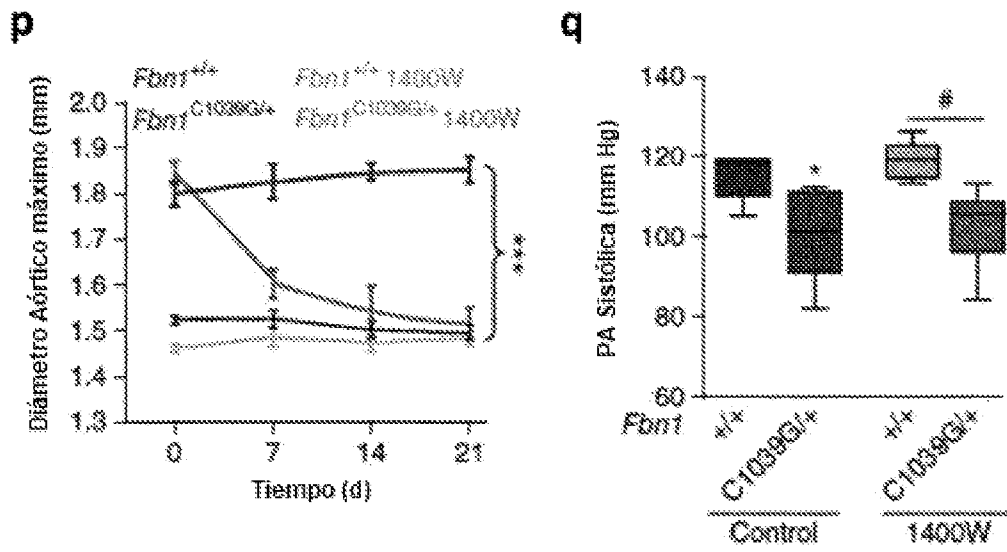 p
Fbn1+/+ Fbn1+/+ 1400W
Fbn1C1039G/+ Fbn1C1039G/+ 1400W
Diámetro Aórtico máximo (mm)
2.0
1.9
1.8
1.7
1.6
1.5
1.4
1.3
***
0 7 14 21
Tiempo (d)
q
PA Sistólica (mm Hg)
140
120
100
80
60
*
#
Fbn1 +/+ C1039G/+ +/+ C1039G/+
Control 1400W